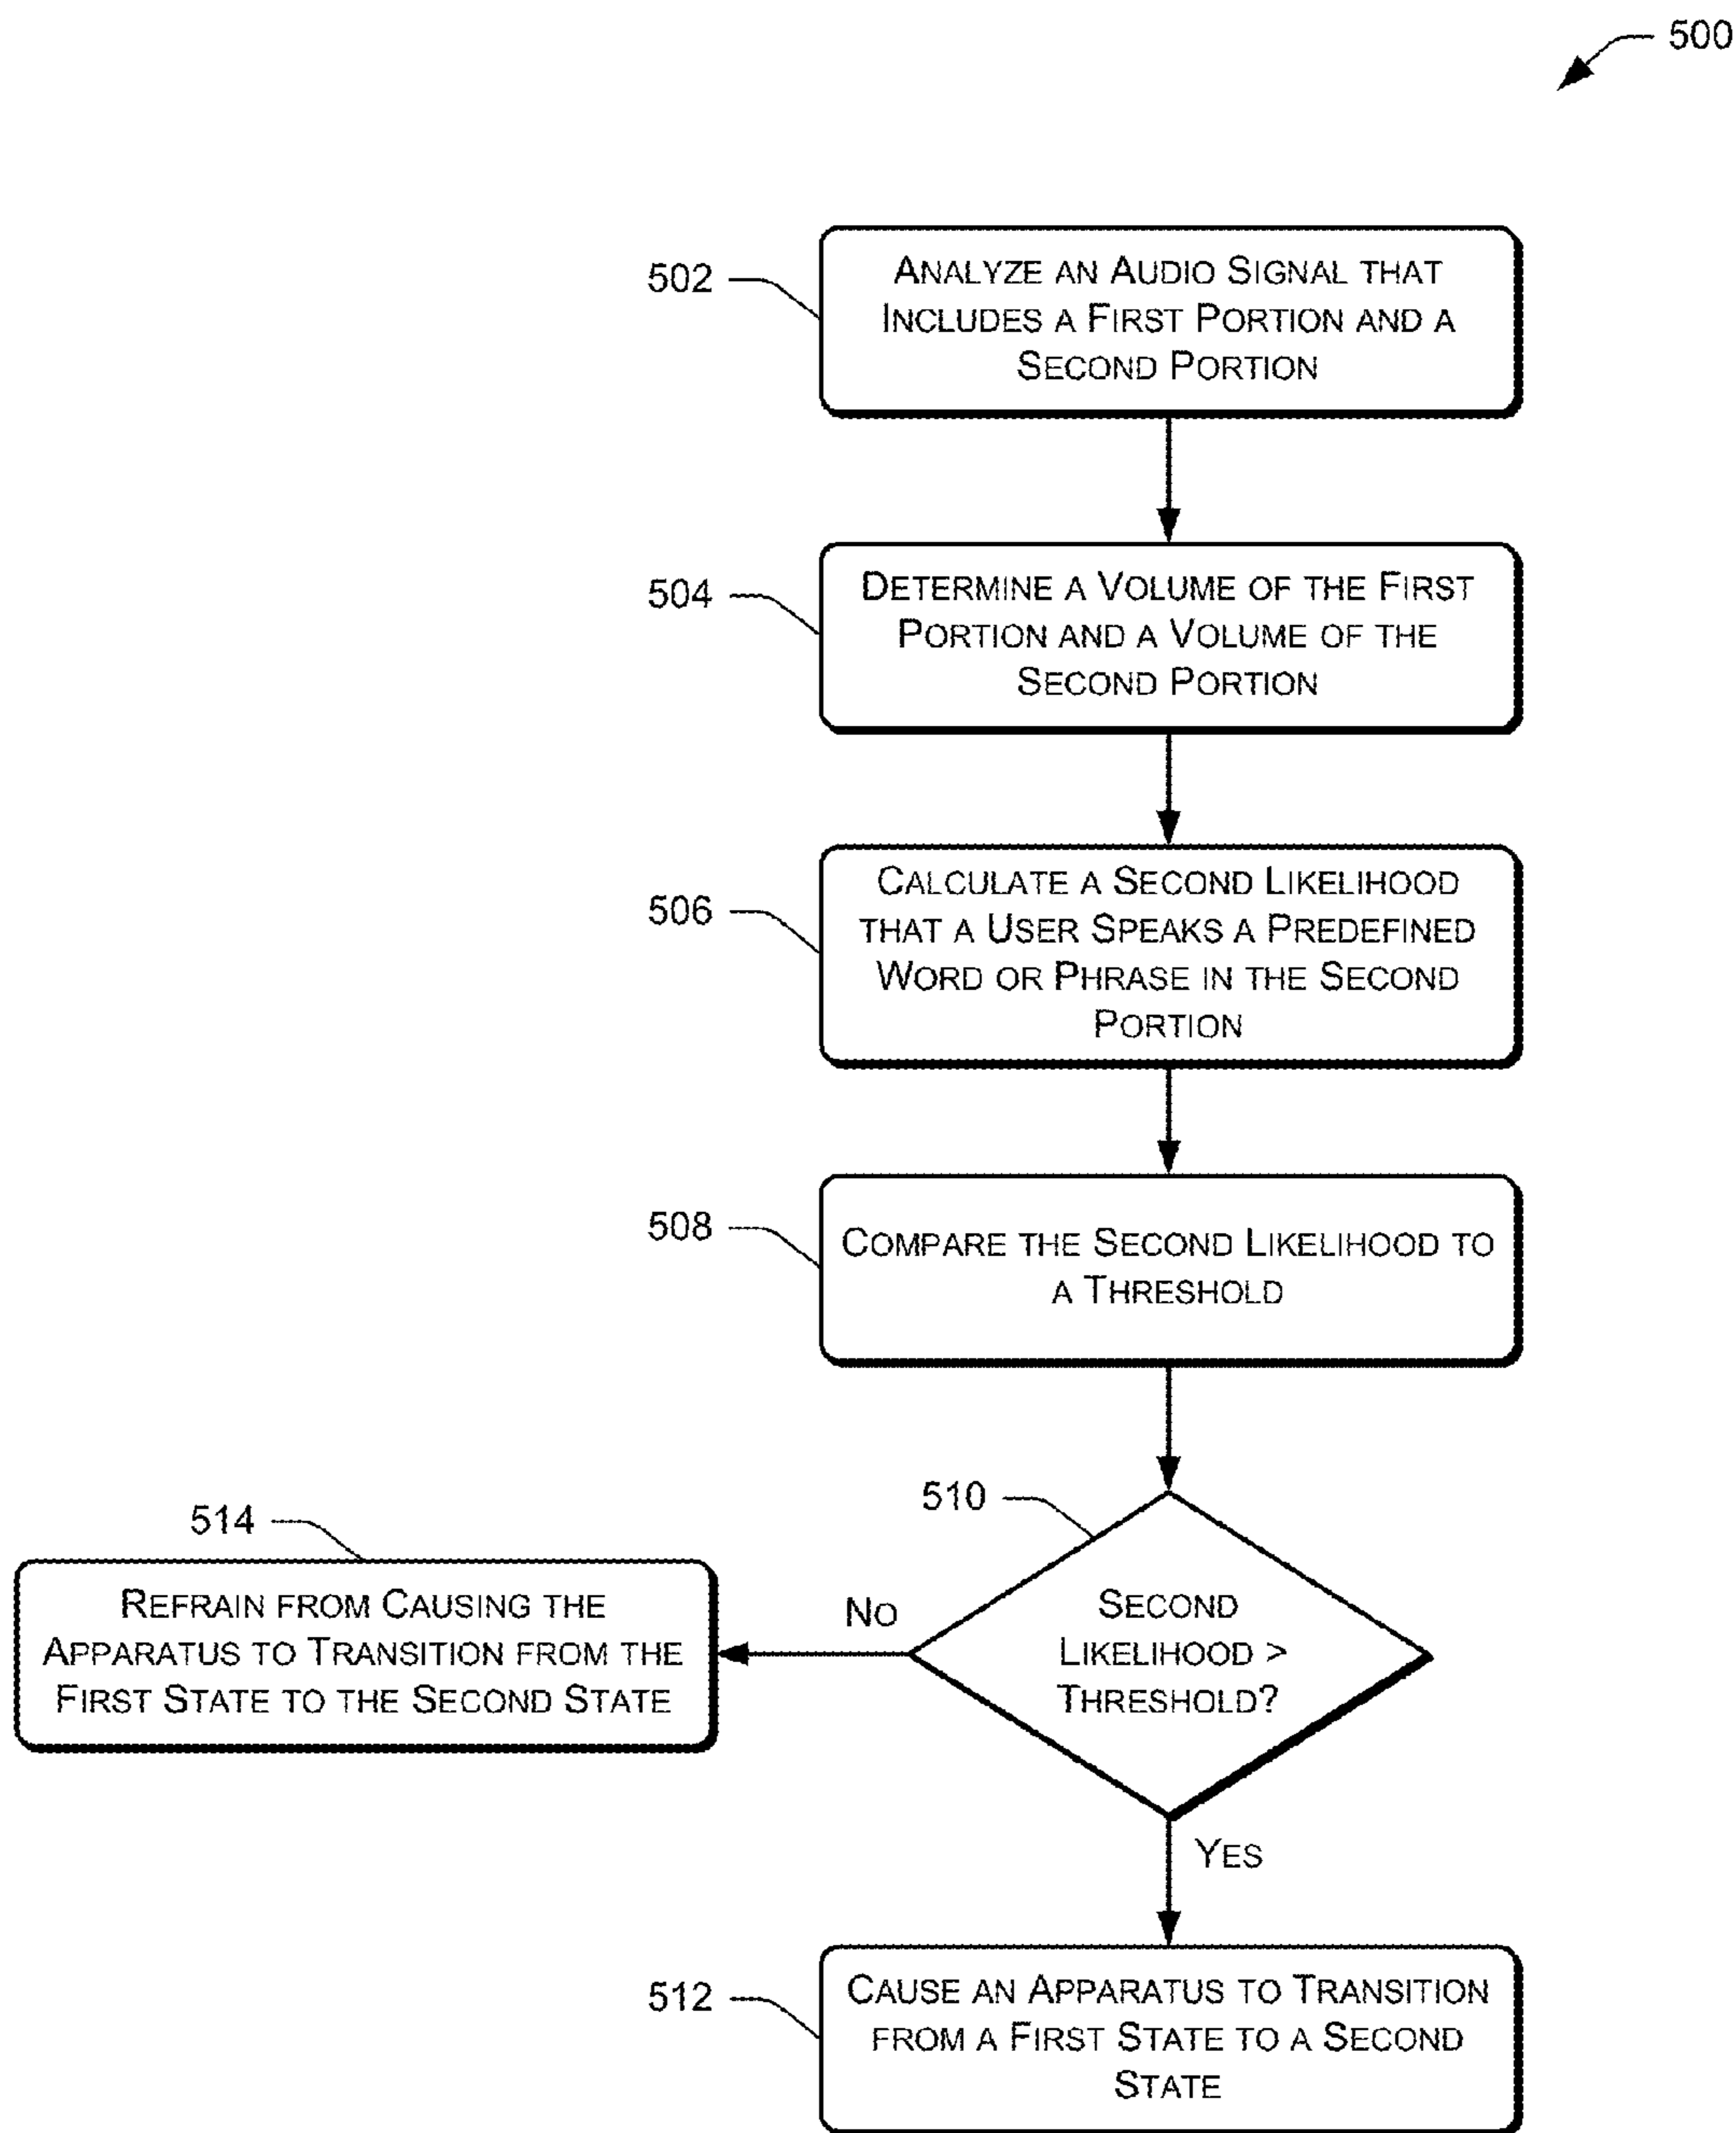 500
502
ANALYZE AN AUDIO SIGNAL THAT
INCLUDES A FIRST PORTION AND A
SECOND PORTION
504
DETERMINE A VOLUME OF THE FIRST
PORTION AND A VOLUME OF THE
SECOND PORTION
506
CALCULATE A SECOND LIKELIHOOD
THAT A USER SPEAKS A PREDEFINED
WORD OR PHRASE IN THE SECOND
PORTION
508
COMPARE THE SECOND LIKELIHOOD TO
A THRESHOLD
510
SECOND
LIKELIHOOD >
THRESHOLD?
NO
514
REFRAIN FROM CAUSING THE
APPARATUS TO TRANSITION FROM THE
FIRST STATE TO THE SECOND STATE
YES
512
CAUSE AN APPARATUS TO TRANSITION
FROM A FIRST STATE TO A SECOND
STATE